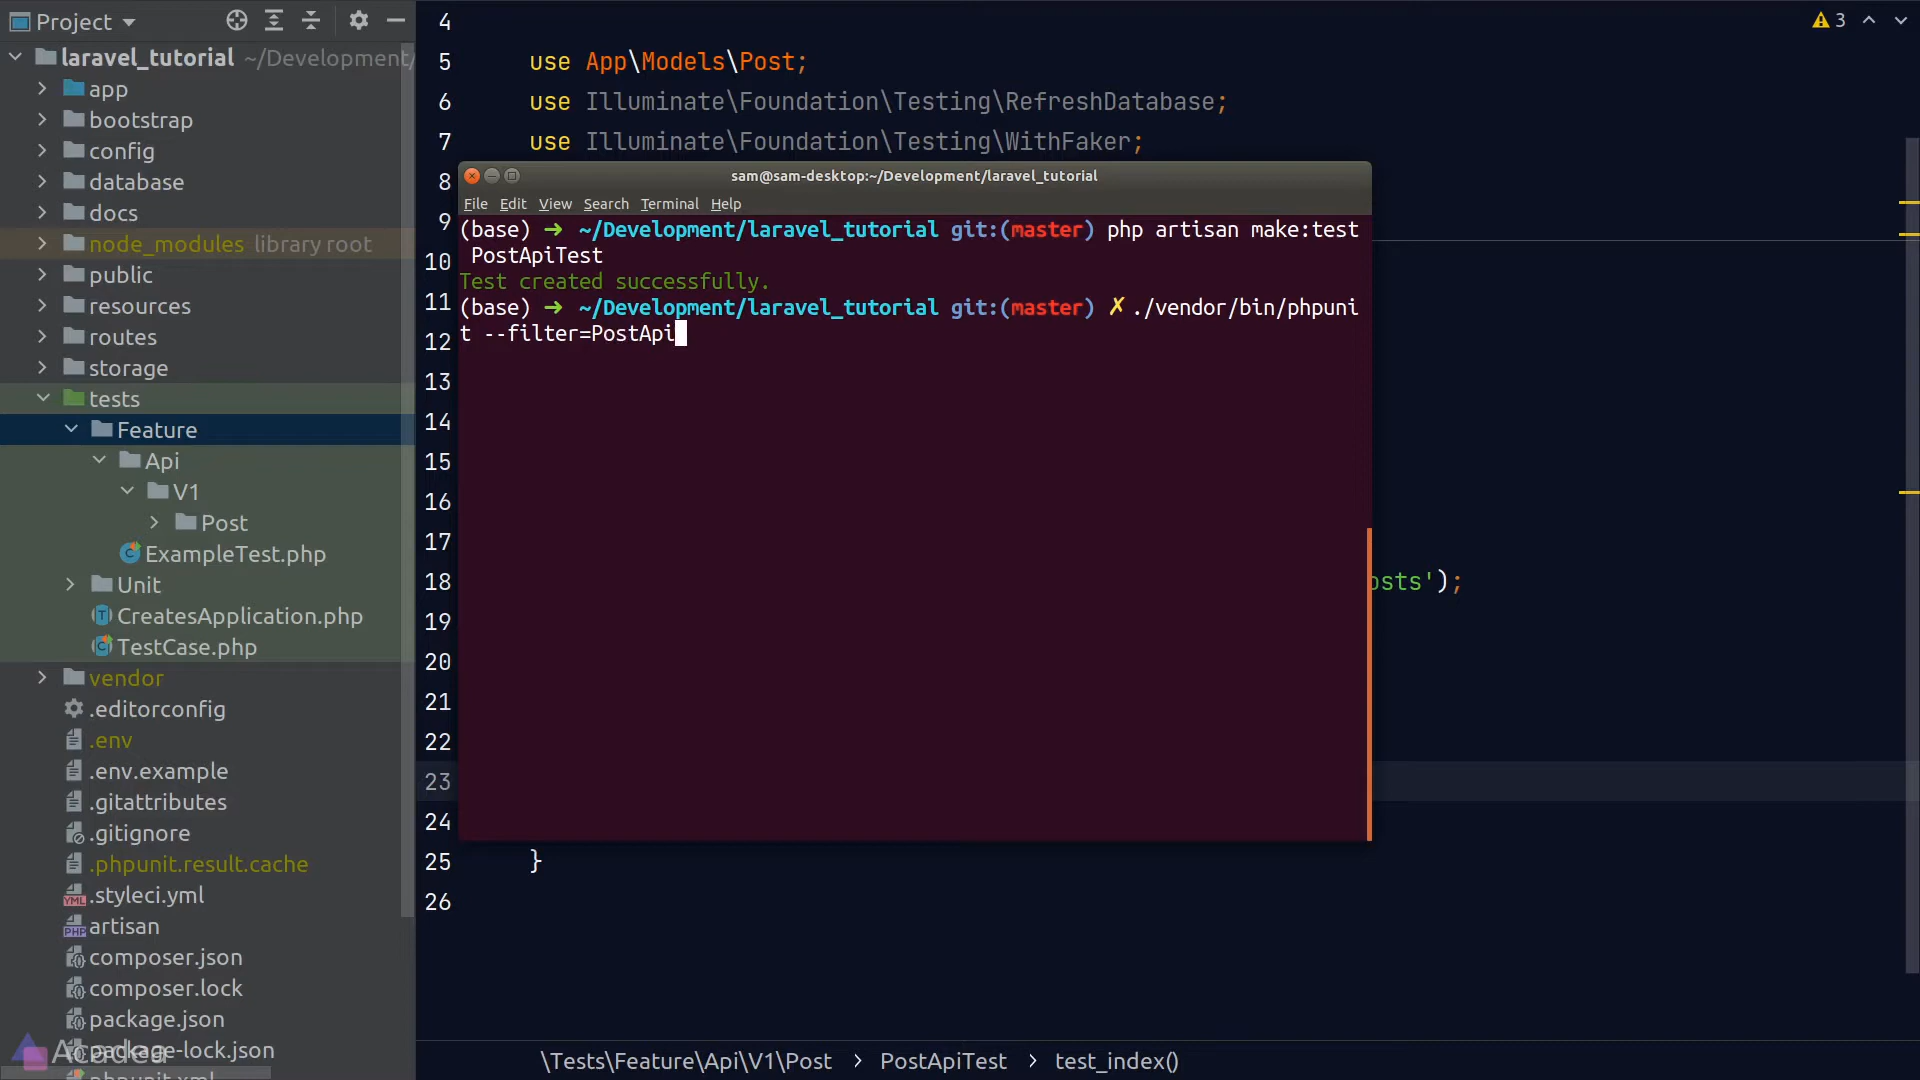 Project
laravel_tutorial ~/Development/
app
bootstrap
config
database
docs
node_modules library root
public
resources
routes
storage
tests
Feature
Api
V1
Post
ExampleTest.php
Unit
CreatesApplication.php
TestCase.php
vendor
.editorconfig
.env
.env.example
.gitattributes
.gitignore
.phpunit.result.cache
.styleci.yml
artisan
composer.json
composer.lock
package.json
package-lock.json
phpunit.xml
3
4
5 use App\Models\Post;
6 use Illuminate\Foundation\Testing\RefreshDatabase;
7 use Illuminate\Foundation\Testing\WithFaker;
8
9
10
11
12
13
14
15
16
17
18 osts');
19
20
21
22
23
24
25 }
26
sam@sam-desktop:~/Development/laravel_tutorial
File Edit View Search Terminal Help
(base) ➜ ~/Development/laravel_tutorial git:(master) php artisan make:test
PostApiTest
Test created successfully.
(base) ➜ ~/Development/laravel_tutorial git:(master) ✗ ./vendor/bin/phpuni
t --filter=PostApi
\Tests\Feature\Api\V1\Post > PostApiTest > test_index()